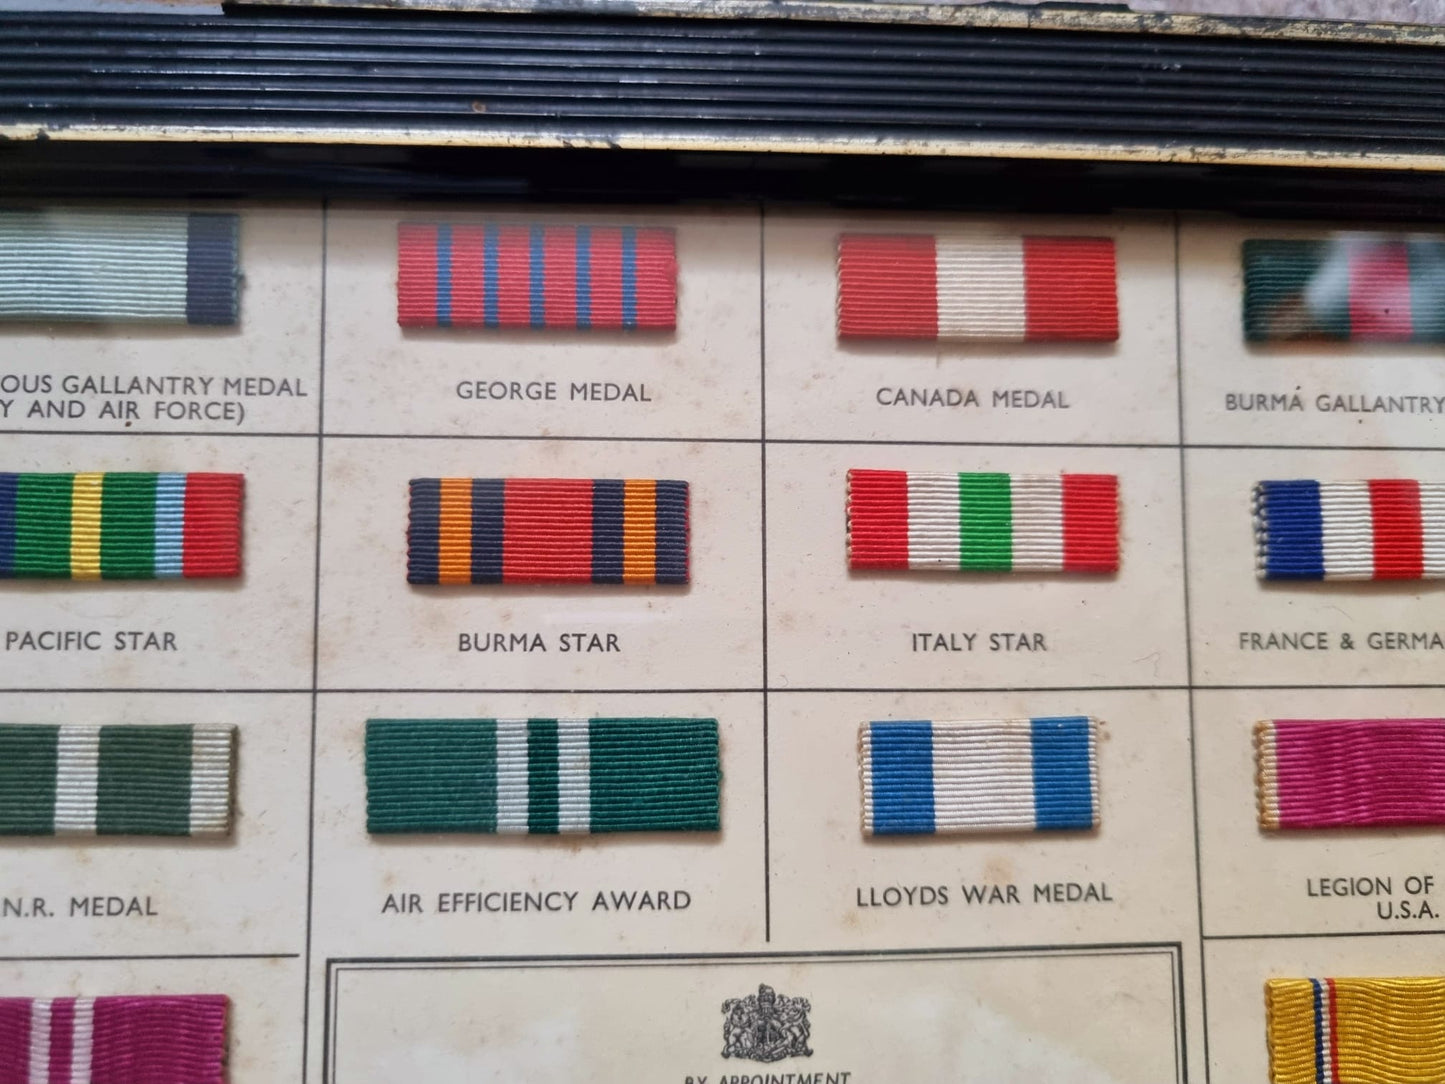 OUS GALLANTRY MEDAL
Y AND AIR FORCE)
GEORGE MEDAL
CANADA MEDAL
BURMA GALLANTRY
PACIFIC STAR
BURMA STAR
ITALY STAR
FRANCE & GERMA
N.R. MEDAL
AIR EFFICIENCY AWARD
LLOYDS WAR MEDAL
LEGION OF
U.S.A.
BY APPOINTMENT